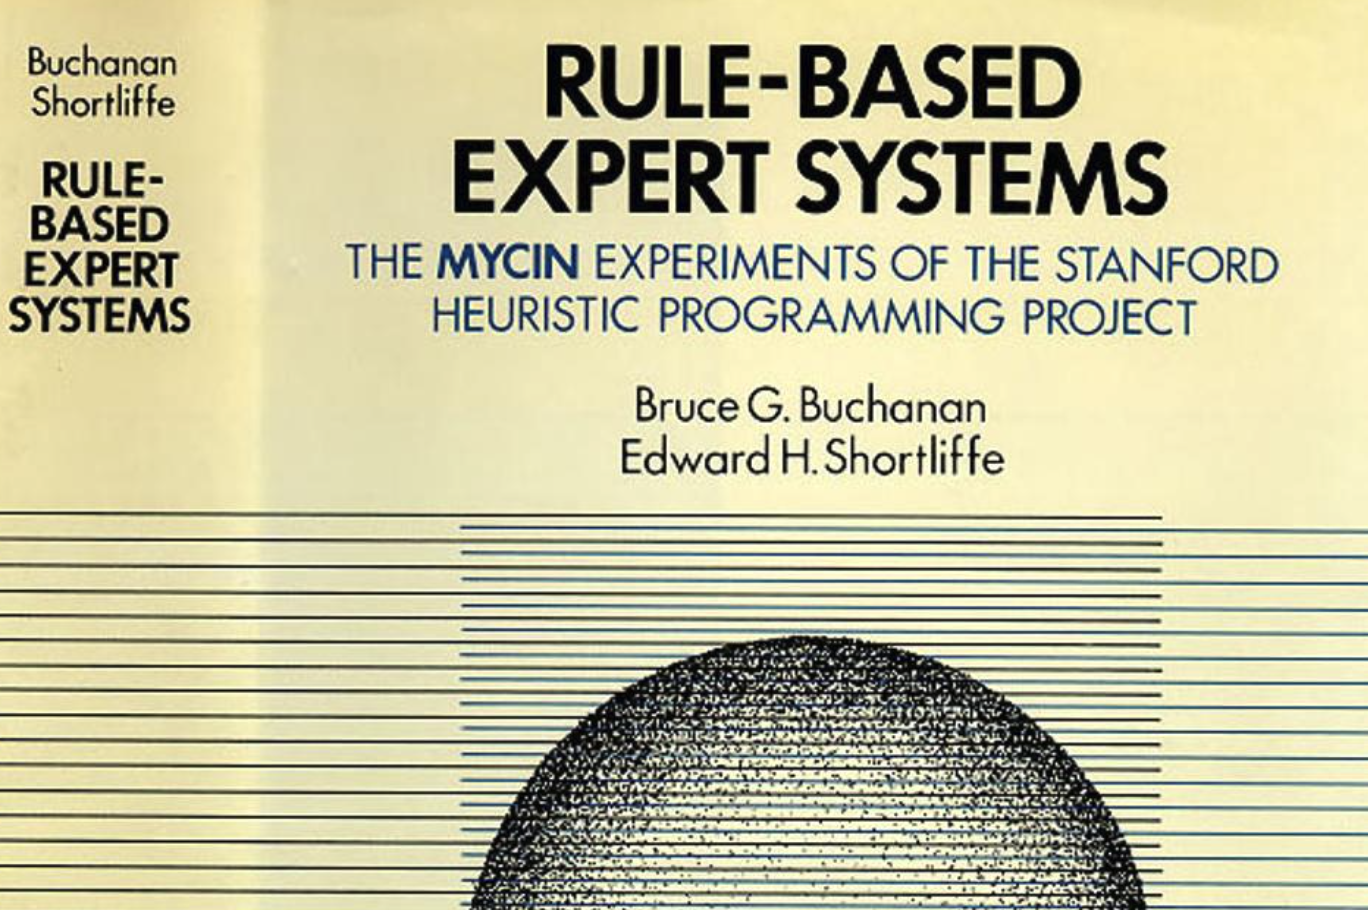 Buchanan
Shortliffe
RULE-
BASED
EXPERT
SYSTEMS
RULE-BASED
EXPERT SYSTEMS
THE MYCIN EXPERIMENTS OF THE STANFORD
HEURISTIC PROGRAMMING PROJECT
Bruce G. Buchanan
Edward H. Shortliffe